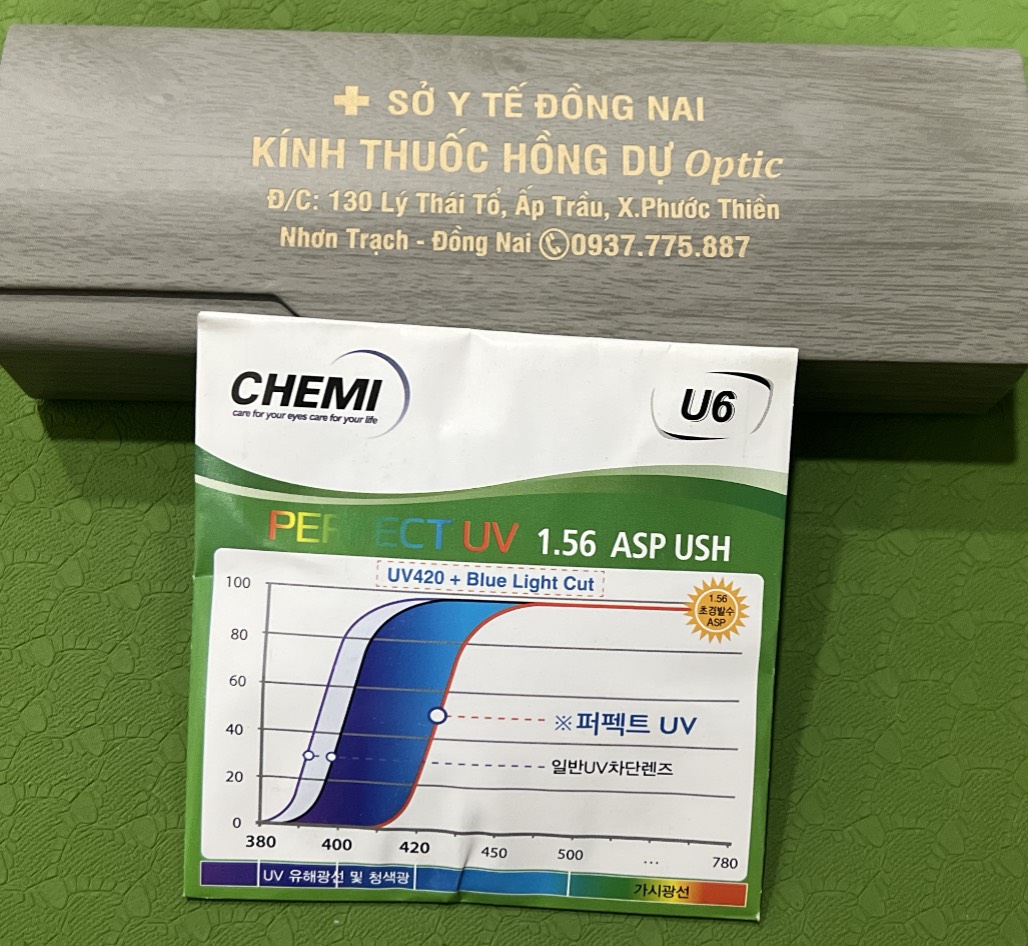 ✚ SỞ Y TẾ ĐỒNG NAI
KÍNH THUỐC HỒNG DỰ Optic
Đ/C: 130 Lý Thái Tổ, Ấp Trầu, X.Phước Thiền
Nhơn Trạch - Đồng Nai 0937.775.887
CHEMI
care for your eyes care for your life
U6
PERFECT UV 1.56 ASP USH
UV420 + Blue Light Cut
1.56
초경발수
ASP
100
80
60
40
20
0
※퍼펙트 UV
일반UV차단렌즈
380 400 420 450 500 ... 780
UV 유해광선 및 청색광 가시광선